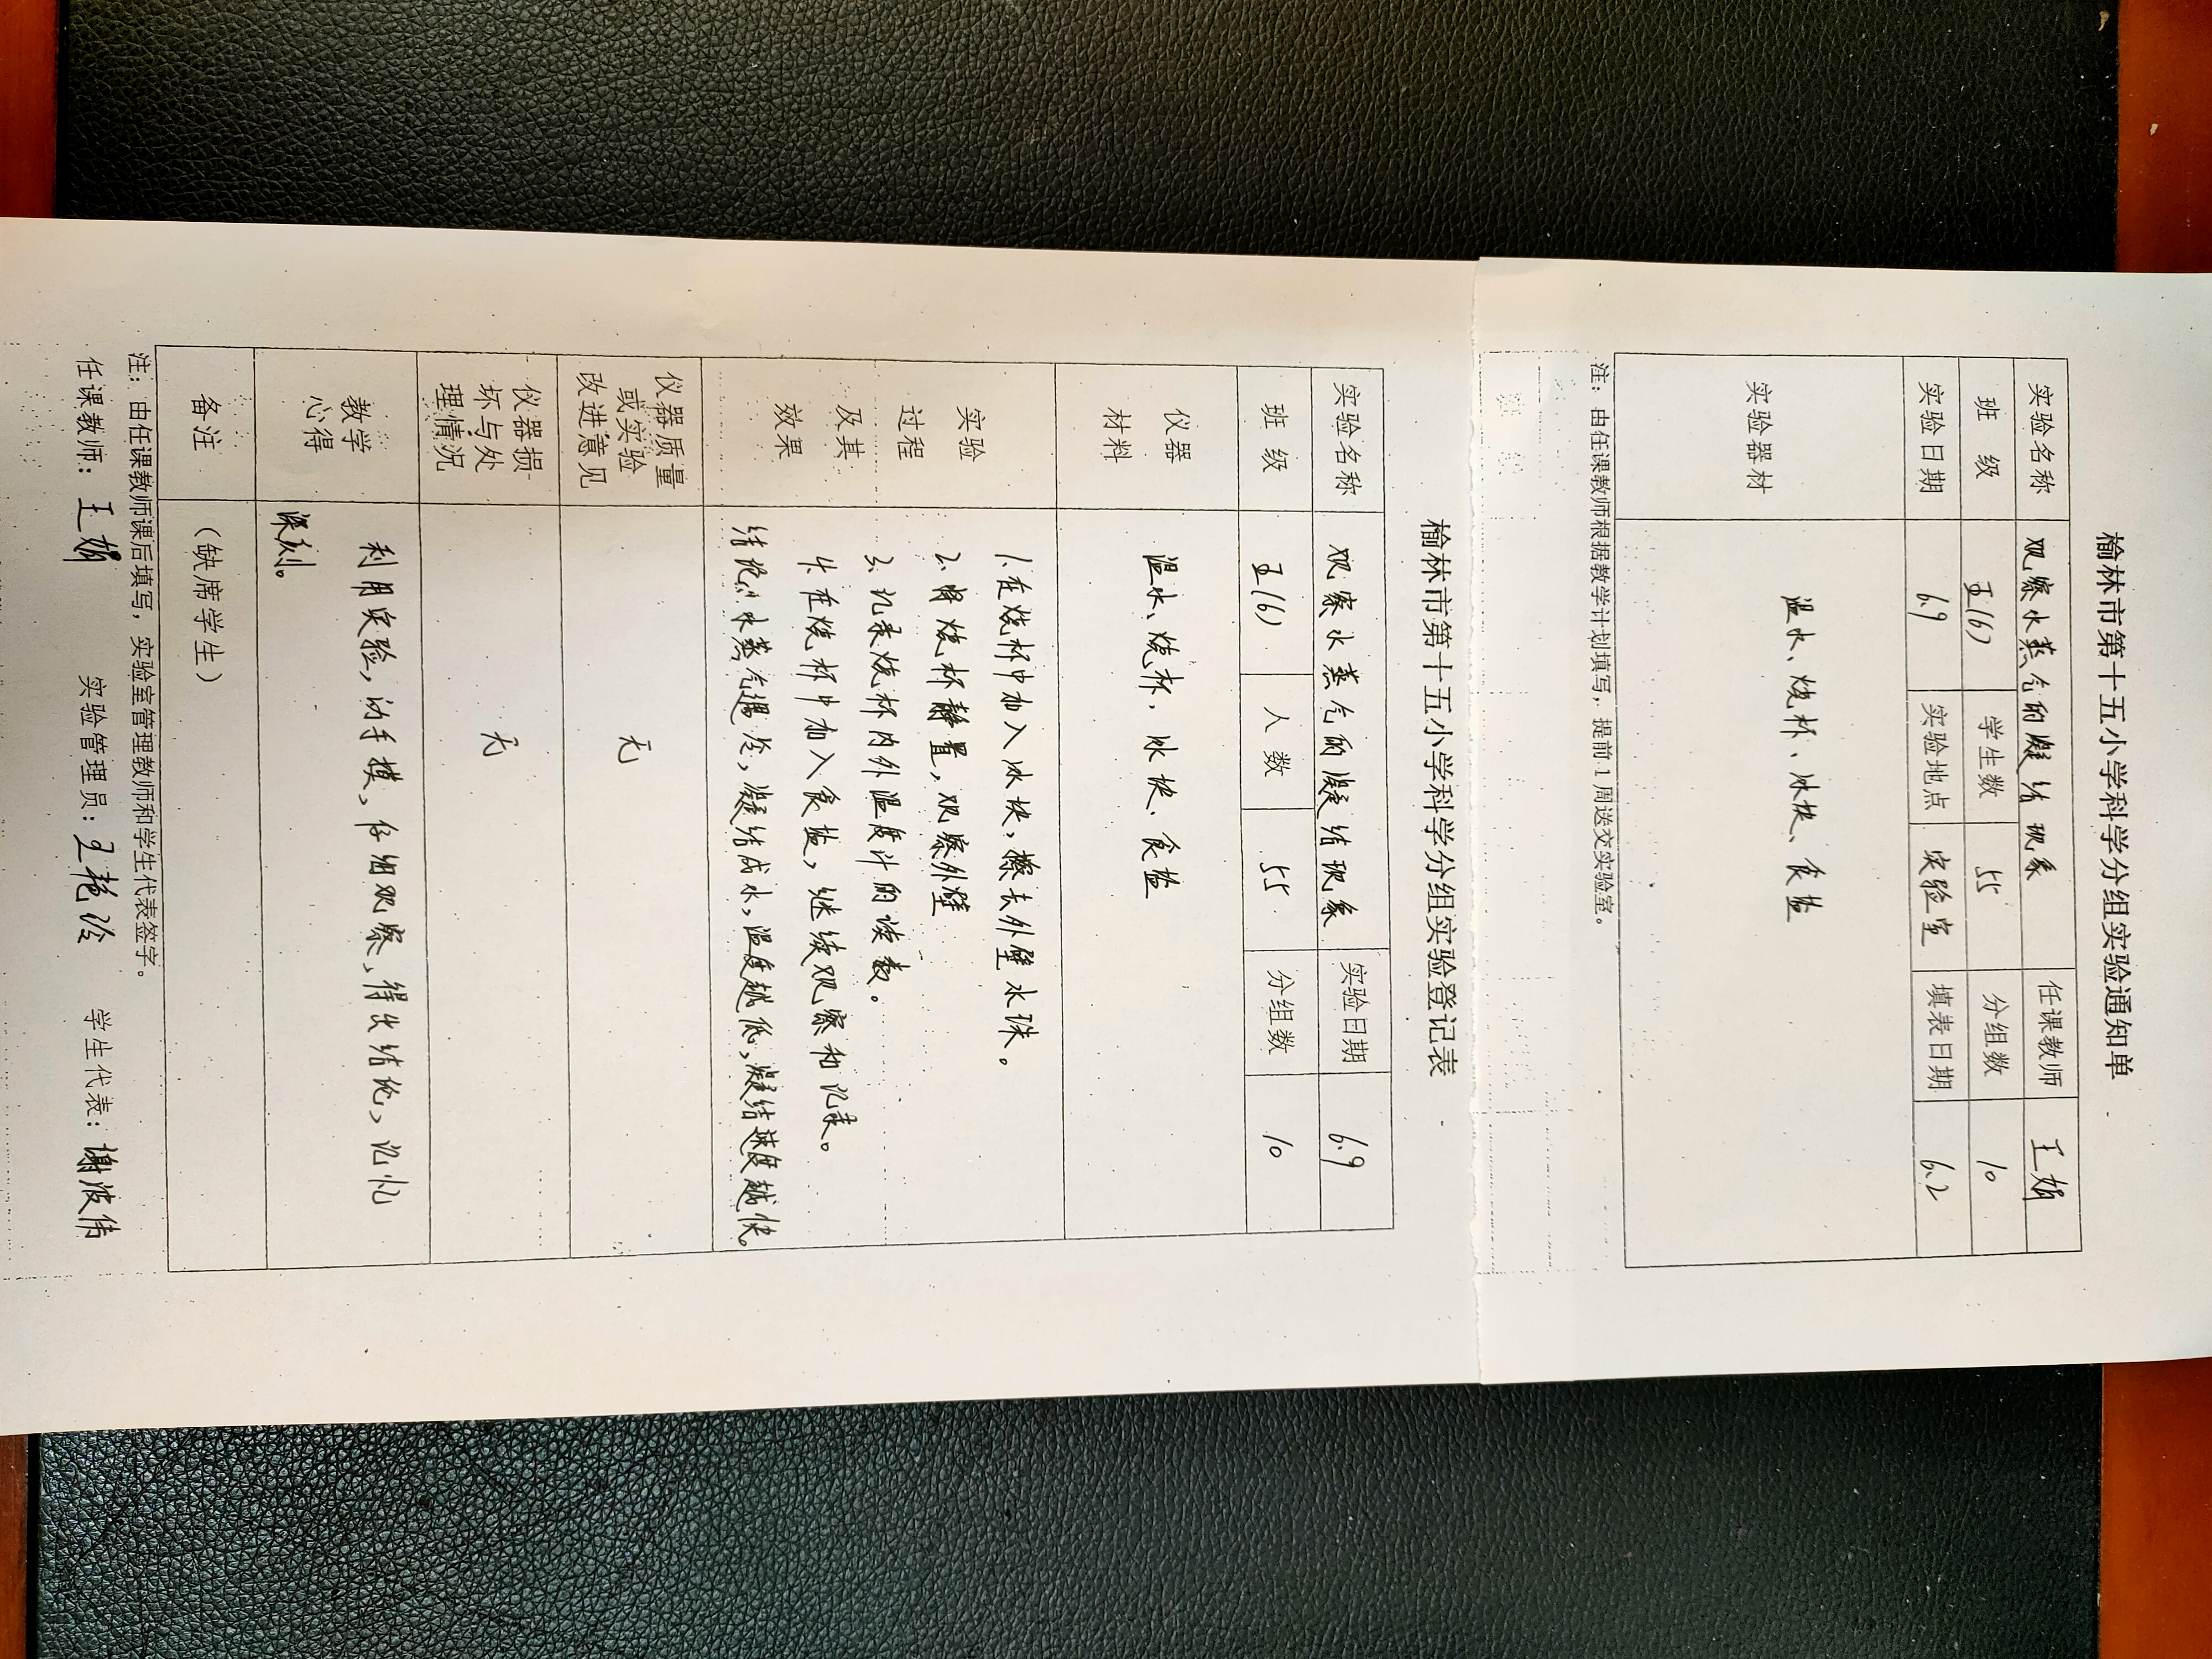 榆林市第十五小学科学分组实验通知单
实验名称 观察水蒸气的凝结现象 任课教师 王娟
班 级 五(6) 学生数 55 分组数 10
实验日期 6.9 实验地点 实验室 填表日期 6.2
实验器材 温水、烧杯、冰块、食盐
注：由任课教师根据教学计划填写，提前1周送交实验室。
榆林市第十五小学科学分组实验登记表
实验名称 观察水蒸气的凝结现象 实验日期 6.9
班 级 五(6) 人 数 55 分组数 10
仪器
材料
温水、烧杯、冰块、食盐
实验
过程
及其
效果
1.在烧杯中加入冰块，擦去外壁水珠。
2.将烧杯静置，观察外壁
3.记录烧杯内外温度计的读数。
4.在烧杯中加入食盐，继续观察和记录。
结论：水蒸气遇冷，凝结成水，温度越低，凝结速度越快。
仪器质量
或实验
改进意见
无
仪器损
坏与处
理情况
无
教学
心得
利用实验，动手摸，仔细观察，得出结论，记忆
深刻。
备注 （缺席学生）
注：由任课教师课后填写，实验室管理教师和学生代表签字。
任课教师：王娟 实验管理员：王艳玲 学生代表：谢波伟